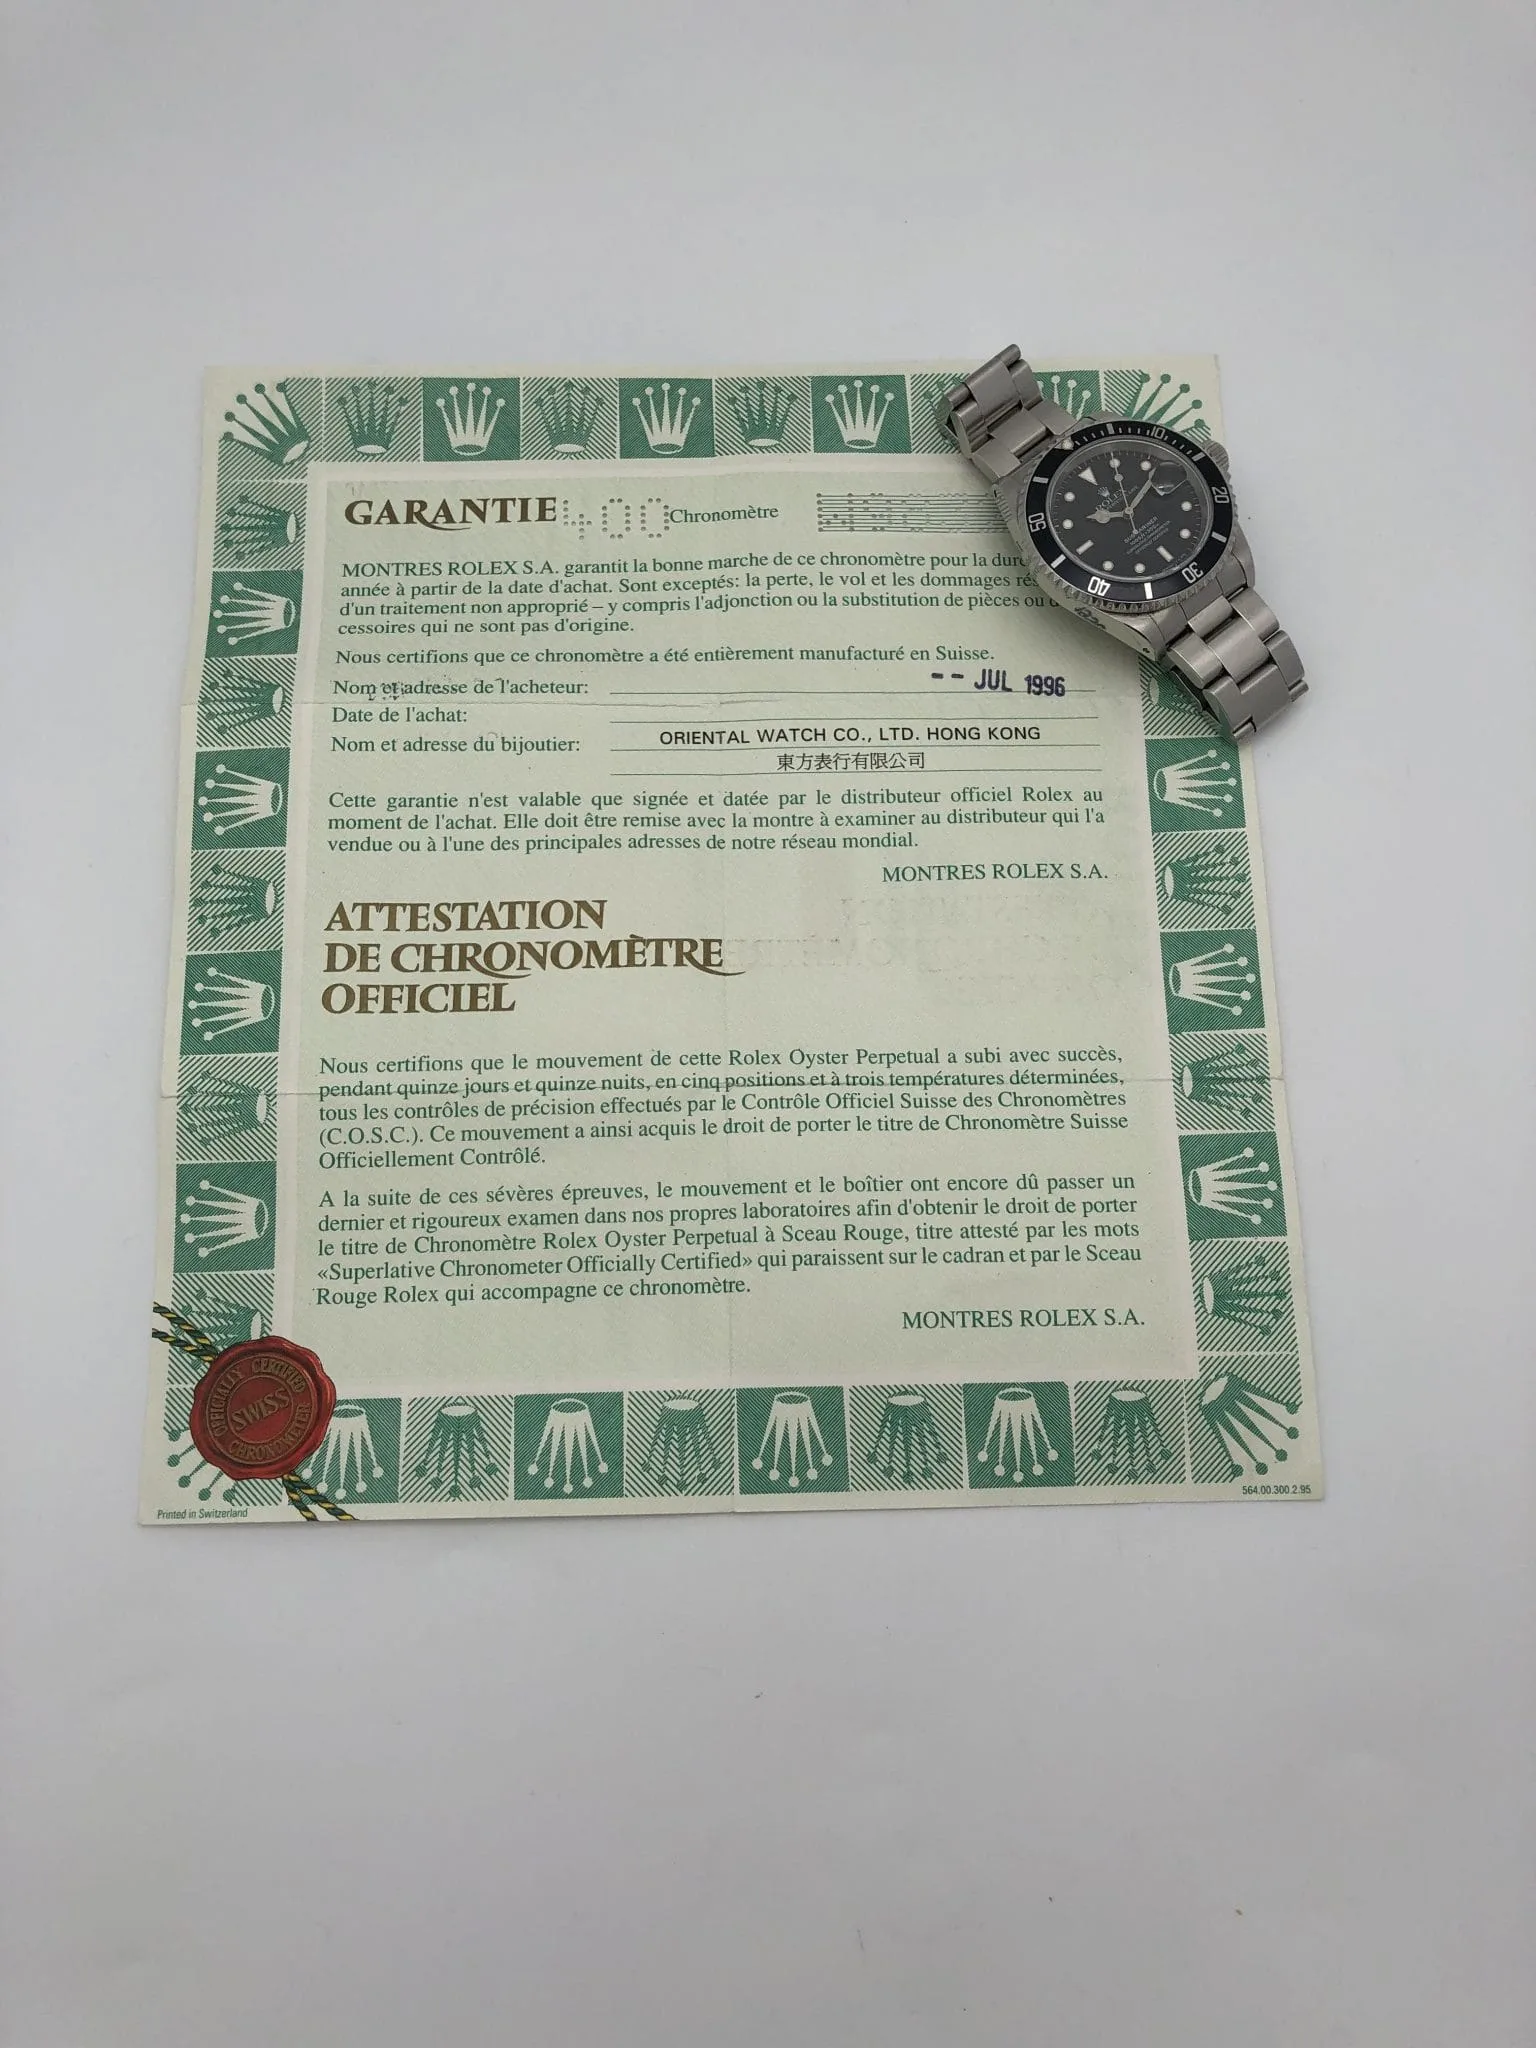 GARANTIE 400 Chronomètre
MONTRES ROLEX S.A. garantit la bonne marche de ce chronomètre pour la
année à partir de la date d'achat. Sont exceptés: la perte, le vol et les dommages
d'un traitement non approprié – y compris l'adjonction ou la substitution de pièces ou
cessoires qui ne sont pas d'origine.
Nous certifions que ce chronomètre a été entièrement manufacturé en Suisse.
Nom et adresse de l'acheteur:
-- JUL 1996
Date de l'achat:
Nom et adresse du bijoutier: ORIENTAL WATCH CO., LTD. HONG KONG
東方表行有限公司
Cette garantie n'est valable que signée et datée par le distributeur officiel Rolex au
moment de l'achat. Elle doit être remise avec la montre à examiner au distributeur qui l'a
vendue ou à l'une des principales adresses de notre réseau mondial.
MONTRES ROLEX S.A.
ATTESTATION
DE CHRONOMÈTRE
OFFICIEL
Nous certifions que le mouvement de cette Rolex Oyster Perpetual a subi avec succès,
pendant quinze jours et quinze nuits, en cinq positions et à trois températures déterminées,
tous les contrôles de précision effectués par le Contrôle Officiel Suisse des Chronomètres
(C.O.S.C.). Ce mouvement a ainsi acquis le droit de porter le titre de Chronomètre Suisse
Officiellement Contrôlé.
A la suite de ces sévères épreuves, le mouvement et le boîtier ont encore dû passer un
dernier et rigoureux examen dans nos propres laboratoires afin d'obtenir le droit de porter
le titre de Chronomètre Rolex Oyster Perpetual à Sceau Rouge, titre attesté par les mots
«Superlative Chronometer Officially Certified» qui paraissent sur le cadran et par le Sceau
Rouge Rolex qui accompagne ce chronomètre.
MONTRES ROLEX S.A.
OFFICIALLY CERTIFIED
SWISS
CHRONOMETER
Printed in Switzerland
564.00.300.2.95
10
20
30
40
50
ROLEX
SUBMARINER